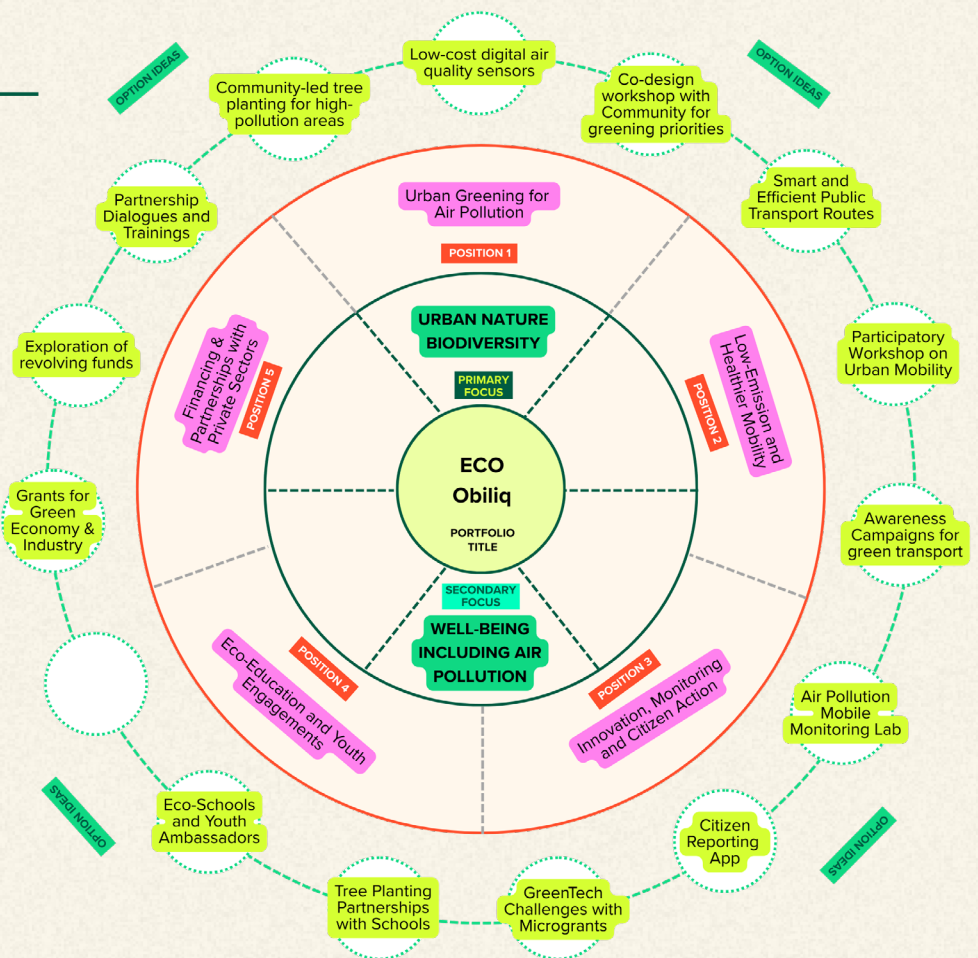 OPTION IDEAS
OPTION IDEAS
Low-cost digital air
quality sensors
Co-design
workshop with
Community for
greening priorities
Smart and
Efficient Public
Transport Routes
Participatory
Workshop on
Urban Mobility
Awareness
Campaigns for
green transport
Air Pollution
Mobile
Monitoring Lab
Citizen
Reporting
App
GreenTech
Challenges with
Microgrants
Tree Planting
Partnerships
with Schools
Eco-Schools
and Youth
Ambassadors
Grants for
Green
Economy &
Industry
Exploration of
revolving funds
Partnership
Dialogues and
Trainings
Community-led tree
planting for high-
pollution areas
Urban Greening for
Air Pollution
POSITION 1
Low-Emission and
Healthier Mobility
POSITION 2
Innovation, Monitoring
and Citizen Action
POSITION 3
Eco-Education and Youth
Engagements
POSITION 4
Financing &
Partnerships with
Private Sectors
POSITION 5
URBAN NATURE
BIODIVERSITY
PRIMARY
FOCUS
ECO
Obiliq
PORTFOLIO
TITLE
SECONDARY
FOCUS
WELL-BEING
INCLUDING AIR
POLLUTION
OPTION IDEAS
OPTION IDEAS